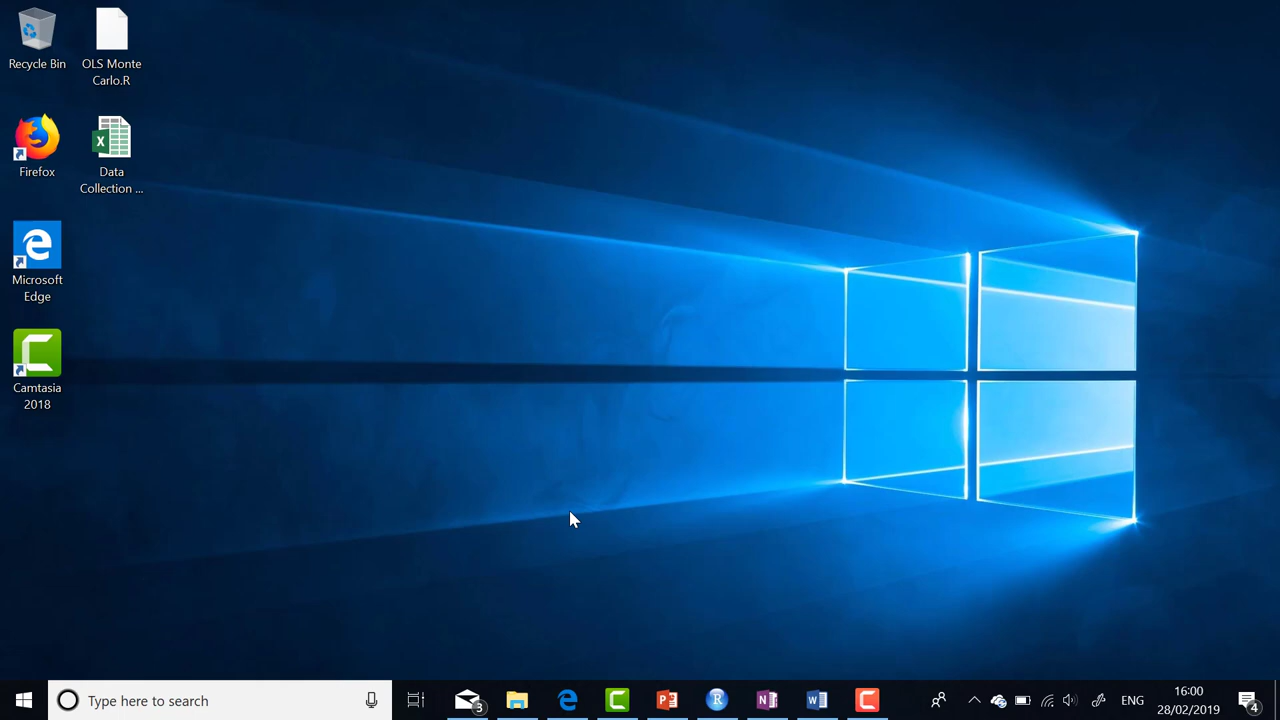 Recycle Bin
OLS Monte
Carlo.R
Firefox
Data
Collection ...
Microsoft
Edge
Camtasia
2018
Type here to search
3
ENG
16:00
28/02/2019
4